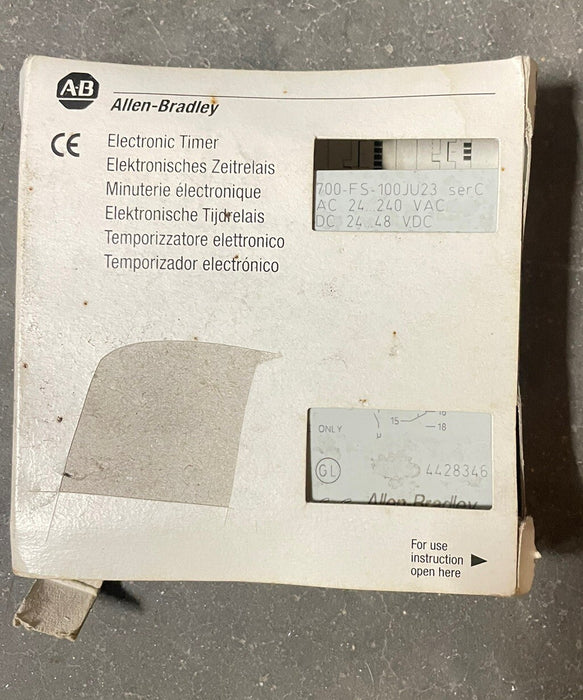 A-B
Allen-Bradley
CE
Electronic Timer
Elektronisches Zeitrelais
Minuterie électronique
Elektronische Tijdrelais
Temporizzatore elettronico
Temporizador electrónico
700-FS-100JU23 serC
AC 24...240 VAC
DC 24...48 VDC
ONLY
15
16
18
GL
4428346
Allen-Bradley
For use
instruction
open here